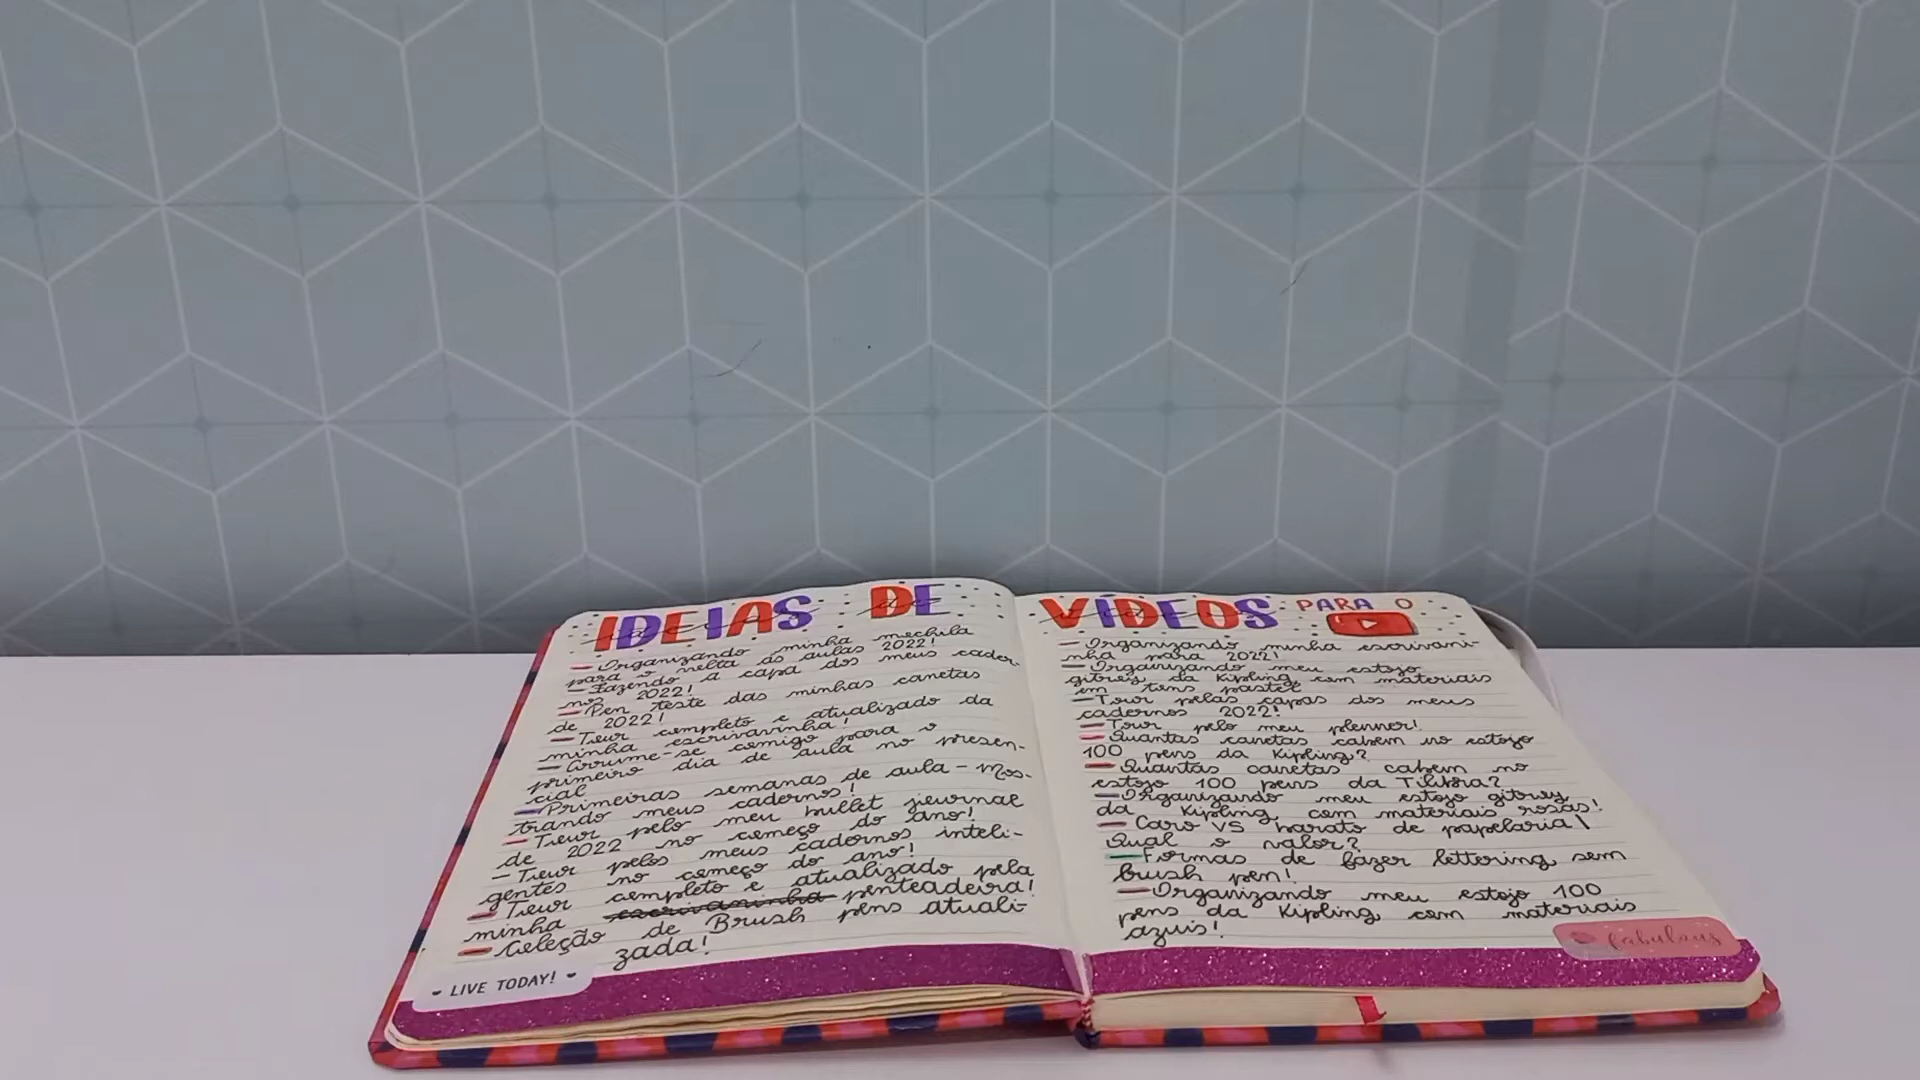 IDEIAS DE
- Organizando minha mochila
para o volta às aulas 2022!
- Fazendo a capa dos meus cader-
nos 2022!
- Pen teste das minhas canetas
de 2022!
- Tour completo e atualizado da
minha escrivavinha!
- Arrume-se comigo para o
primeiro dia de aula no presen-
cial
- Primeiras semanas de aula - Mos-
trando meus cadernos!
- Tour pelo meu bullet journal
de 2022 no começo do ano!
- Tour pelos meus cadernos inteli-
gentes no começo do ano!
- Tour completo e atualizado pela
minha escrivaninha penteadeira!
- Coleção de Brush pens atuali-
zada!
LIVE TODAY!
VÍDEOS PARA O
- Organizando minha escrivani-
nha para 2022!
- Organizando meu estojo
gitroy da Kipling com materiais
em tons pastel
- Tour pelas capas dos meus
cadernos 2022!
- Tour pelo meu plenner!
- Quantas canetas cabem no estojo
100 pens da Kipling?
- Quantas canetas cabem no
estojo 100 pens da Tilibra?
- Organizando meu estojo gitroy
da Kipling com materiais rosas!
- Caro VS barato de papelaria \
Qual o valor?
- Formas de fazer lettering sem
brush pen!
- Organizando meu estojo 100
pens da Kipling com materiais
azuis!
fabulous